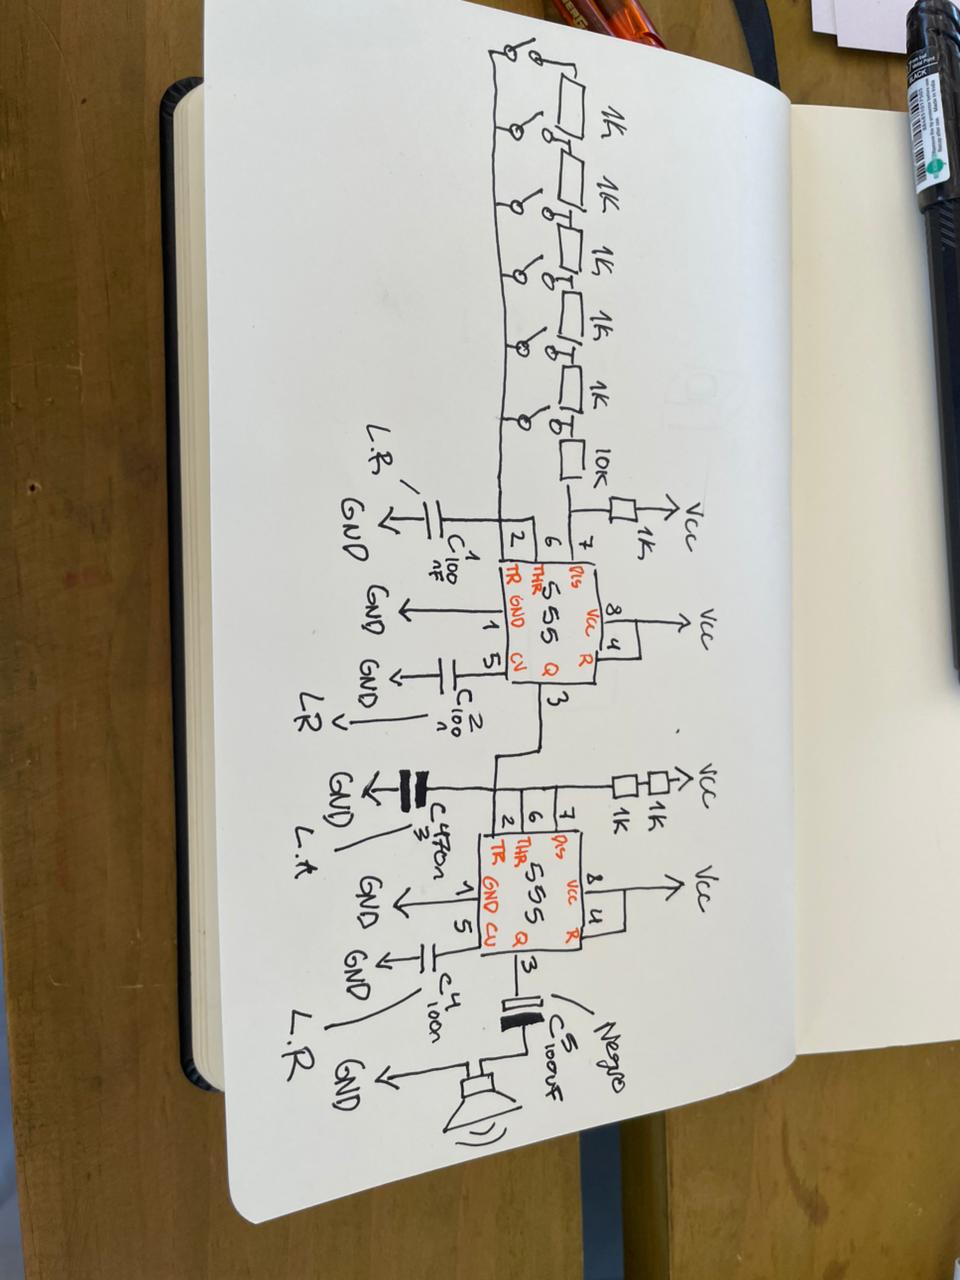 1K
1K
1K
1K
1K
10K
Vcc
1K
L.R
GND
C1
100
nF
2
6
7
TR
THR
DIS
GND
555
Vcc
CV
Q
R
8
4
Vcc
1
GND
5
C2
100
n
GND
LR
3
Vcc
1K
1K
GND
C3
470n
L.A
2
6
7
TR
THR
DIS
GND
555
Vcc
CV
Q
R
8
4
Vcc
1
GND
5
C4
100n
GND
L.R
3
C5
100uF
Negro
GND